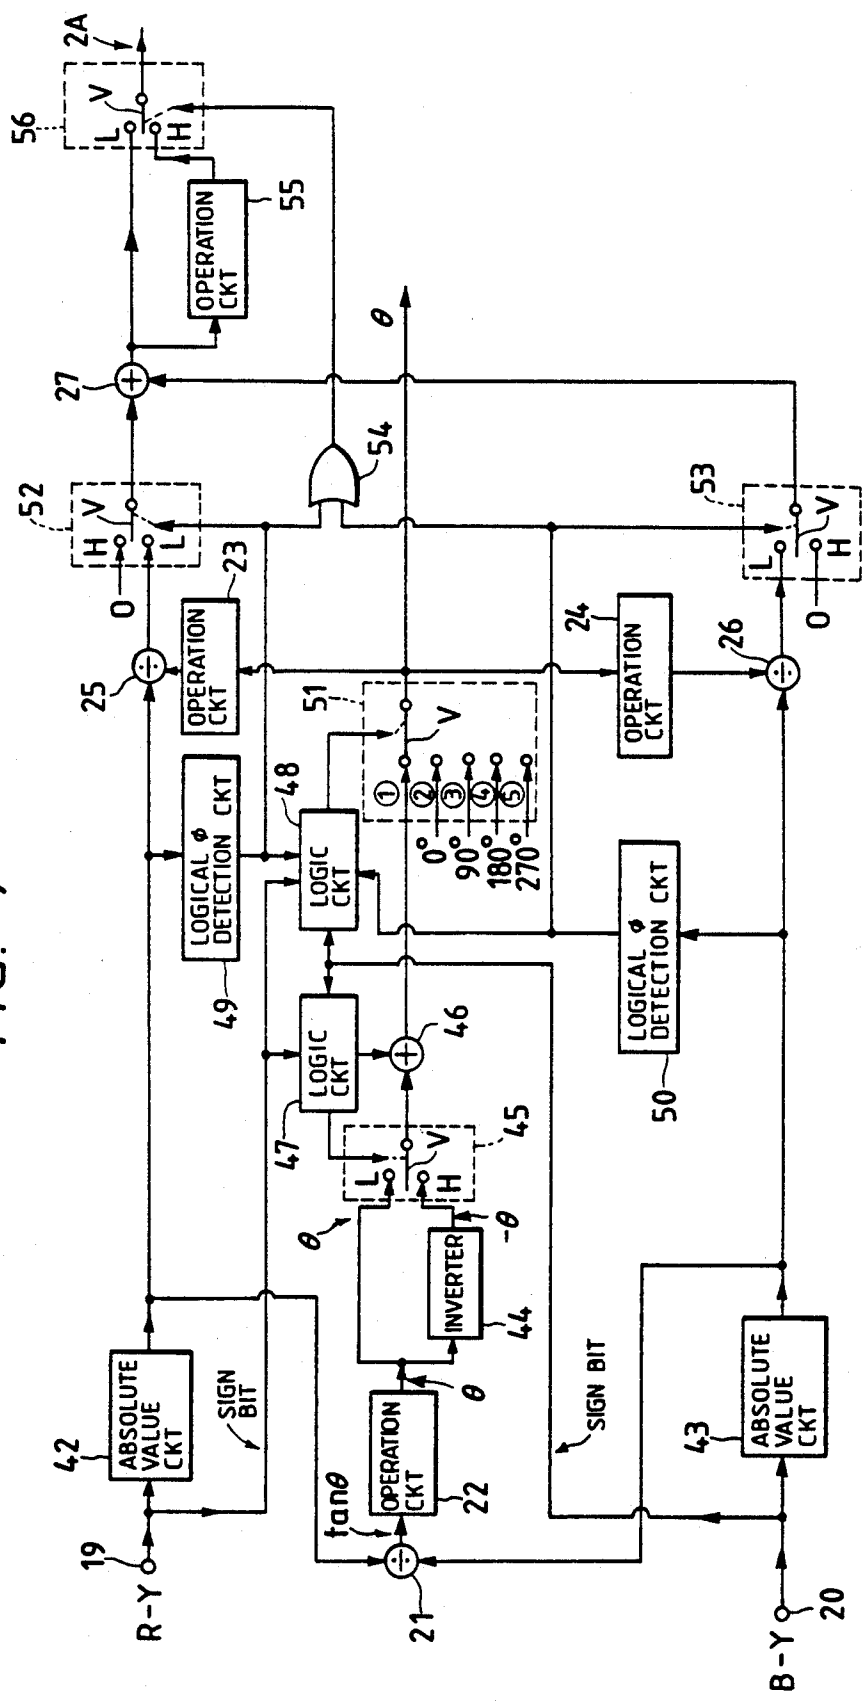 R-Y
19
42
ABSOLUTE
VALUE
CKT
SIGN
BIT
49
LOGICAL φ
DETECTION CKT
25
OPERATION
CKT
23
52
H
V
L
0
27
OPERATION
CKT
55
56
L
V
H
2A
21
tanθ
OPERATION
CKT
22
θ
θ
INVERTER
44
-θ
L
V
H
45
47
LOGIC
CKT
46
LOGIC
CKT
48
51
①
②
③
④
⑤
0°
90°
180°
270°
V
54
θ
SIGN BIT
B-Y
20
43
ABSOLUTE
VALUE
CKT
50
LOGICAL φ
DETECTION CKT
OPERATION
CKT
24
26
53
L
V
H
0